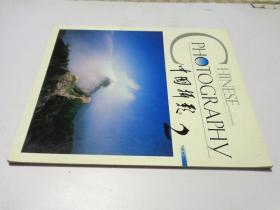 CHINESE
PHOTOGRAPHY
中国摄影
2